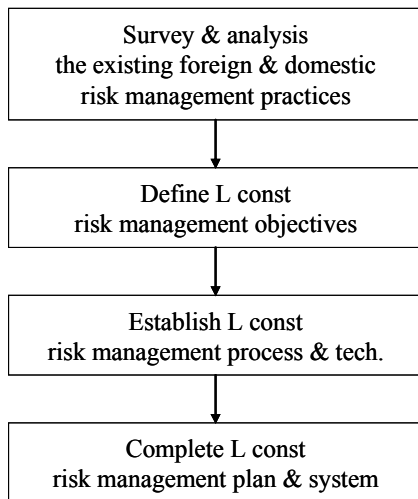 Survey & analysis
the existing foreign & domestic
risk management practices
Define L const
risk management objectives
Establish L const
risk management process & tech.
Complete L const
risk management plan & system